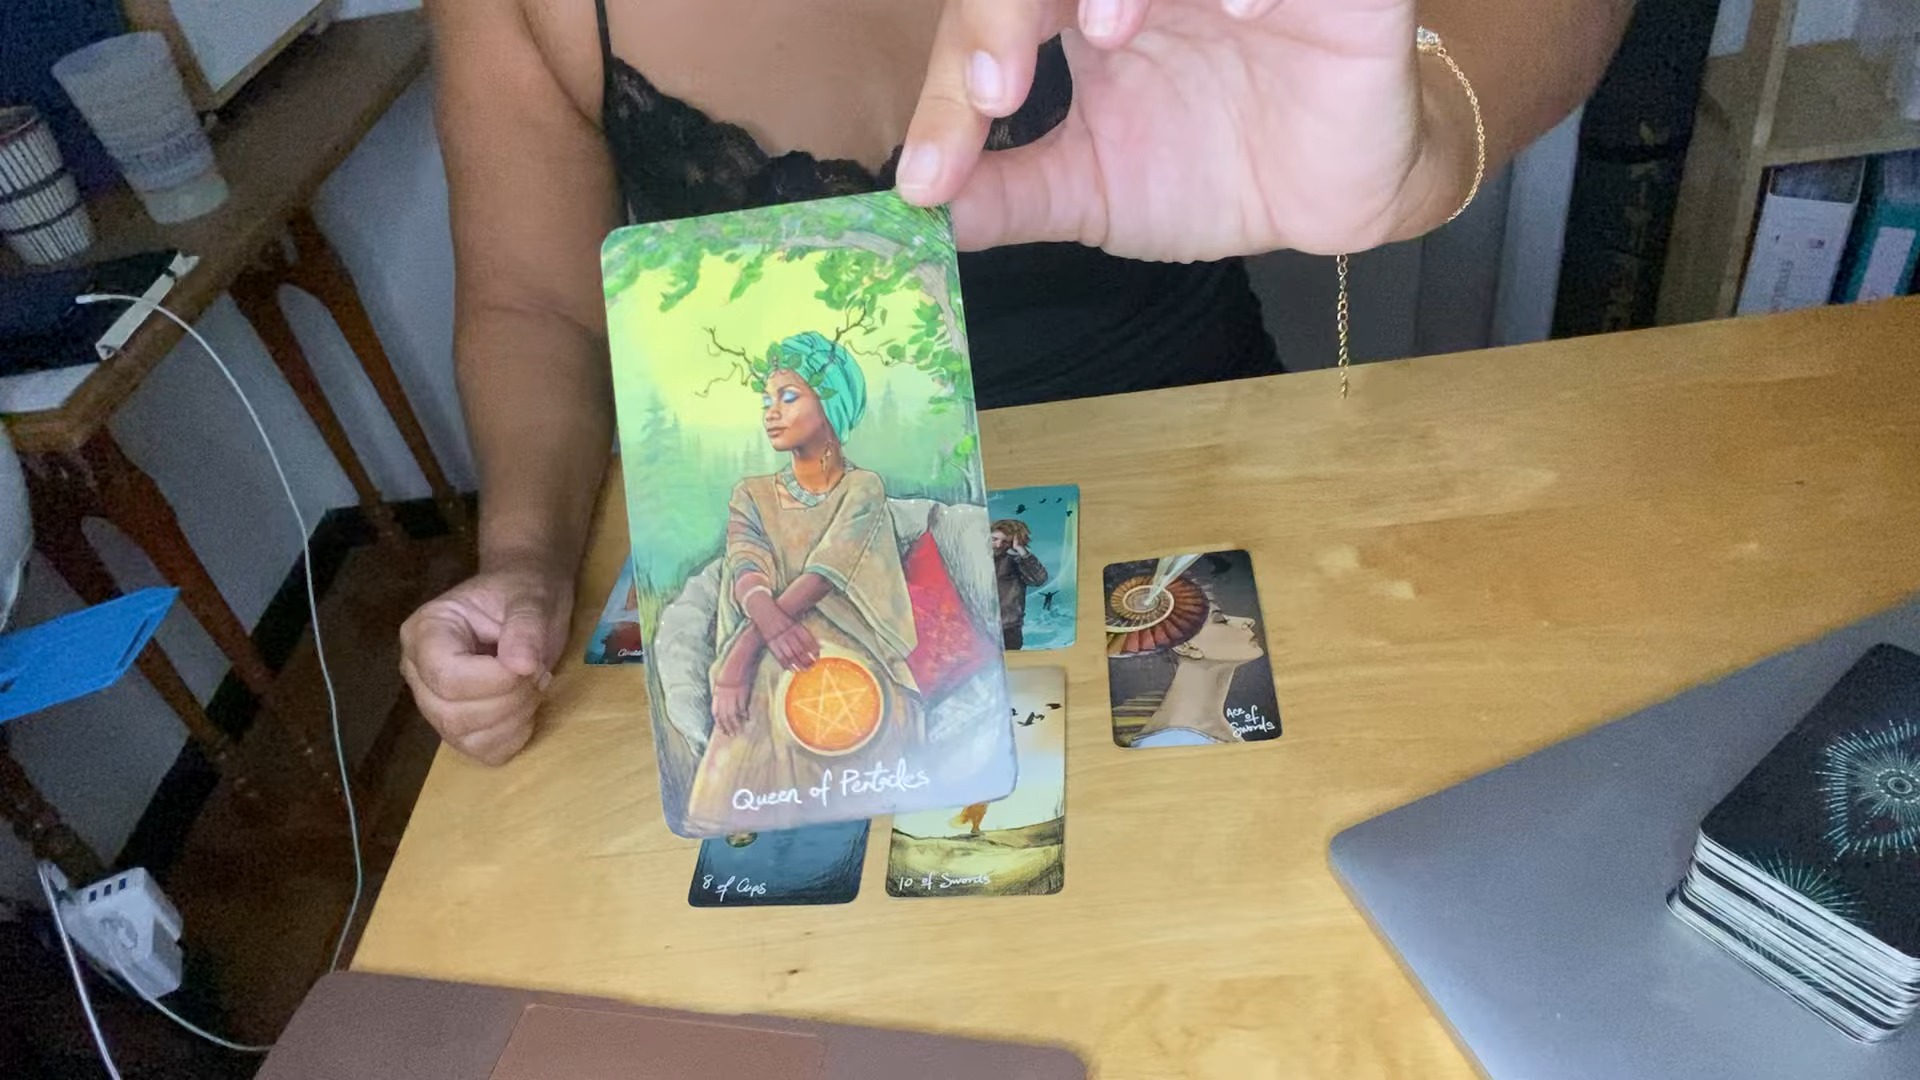 Queen of Pentacles
Ace
of
Swords
8 of Cups
10 of Swords